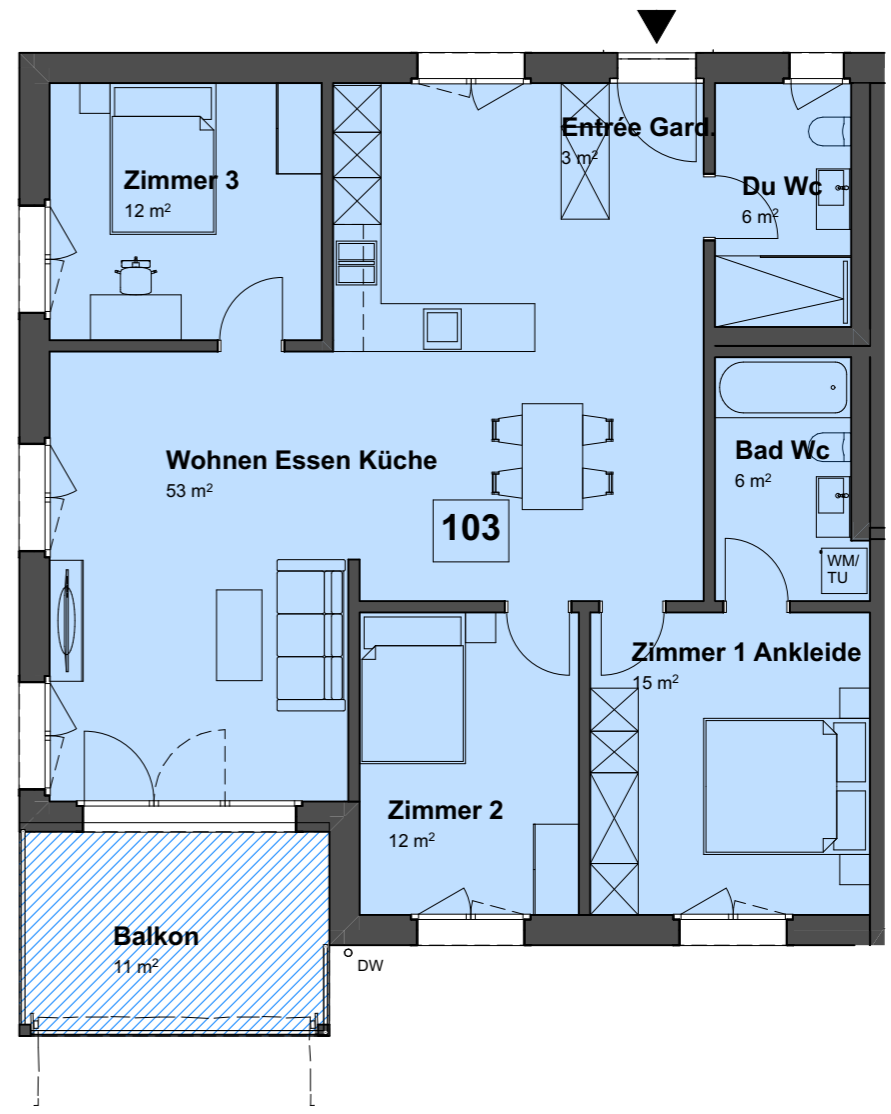 Entrée Gard.
3 m²
Zimmer 3
12 m²
Du Wc
6 m²
Wohnen Essen Küche
53 m²
Bad Wc
6 m²
103
WM/
TU
Zimmer 1 Ankleide
15 m²
Zimmer 2
12 m²
Balkon
11 m²
DW